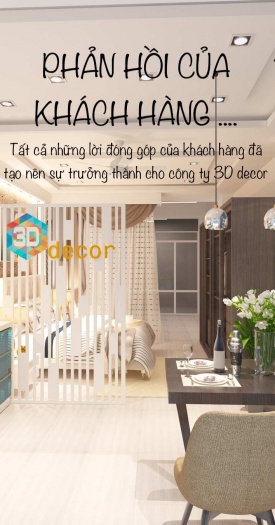 PHẢN HỒI CỦA
KHÁCH HÀNG ....
Tất cả những lời đóng góp của khách hàng đã
tạo nên sự trưởng thành cho công ty 3D decor
3D
decor